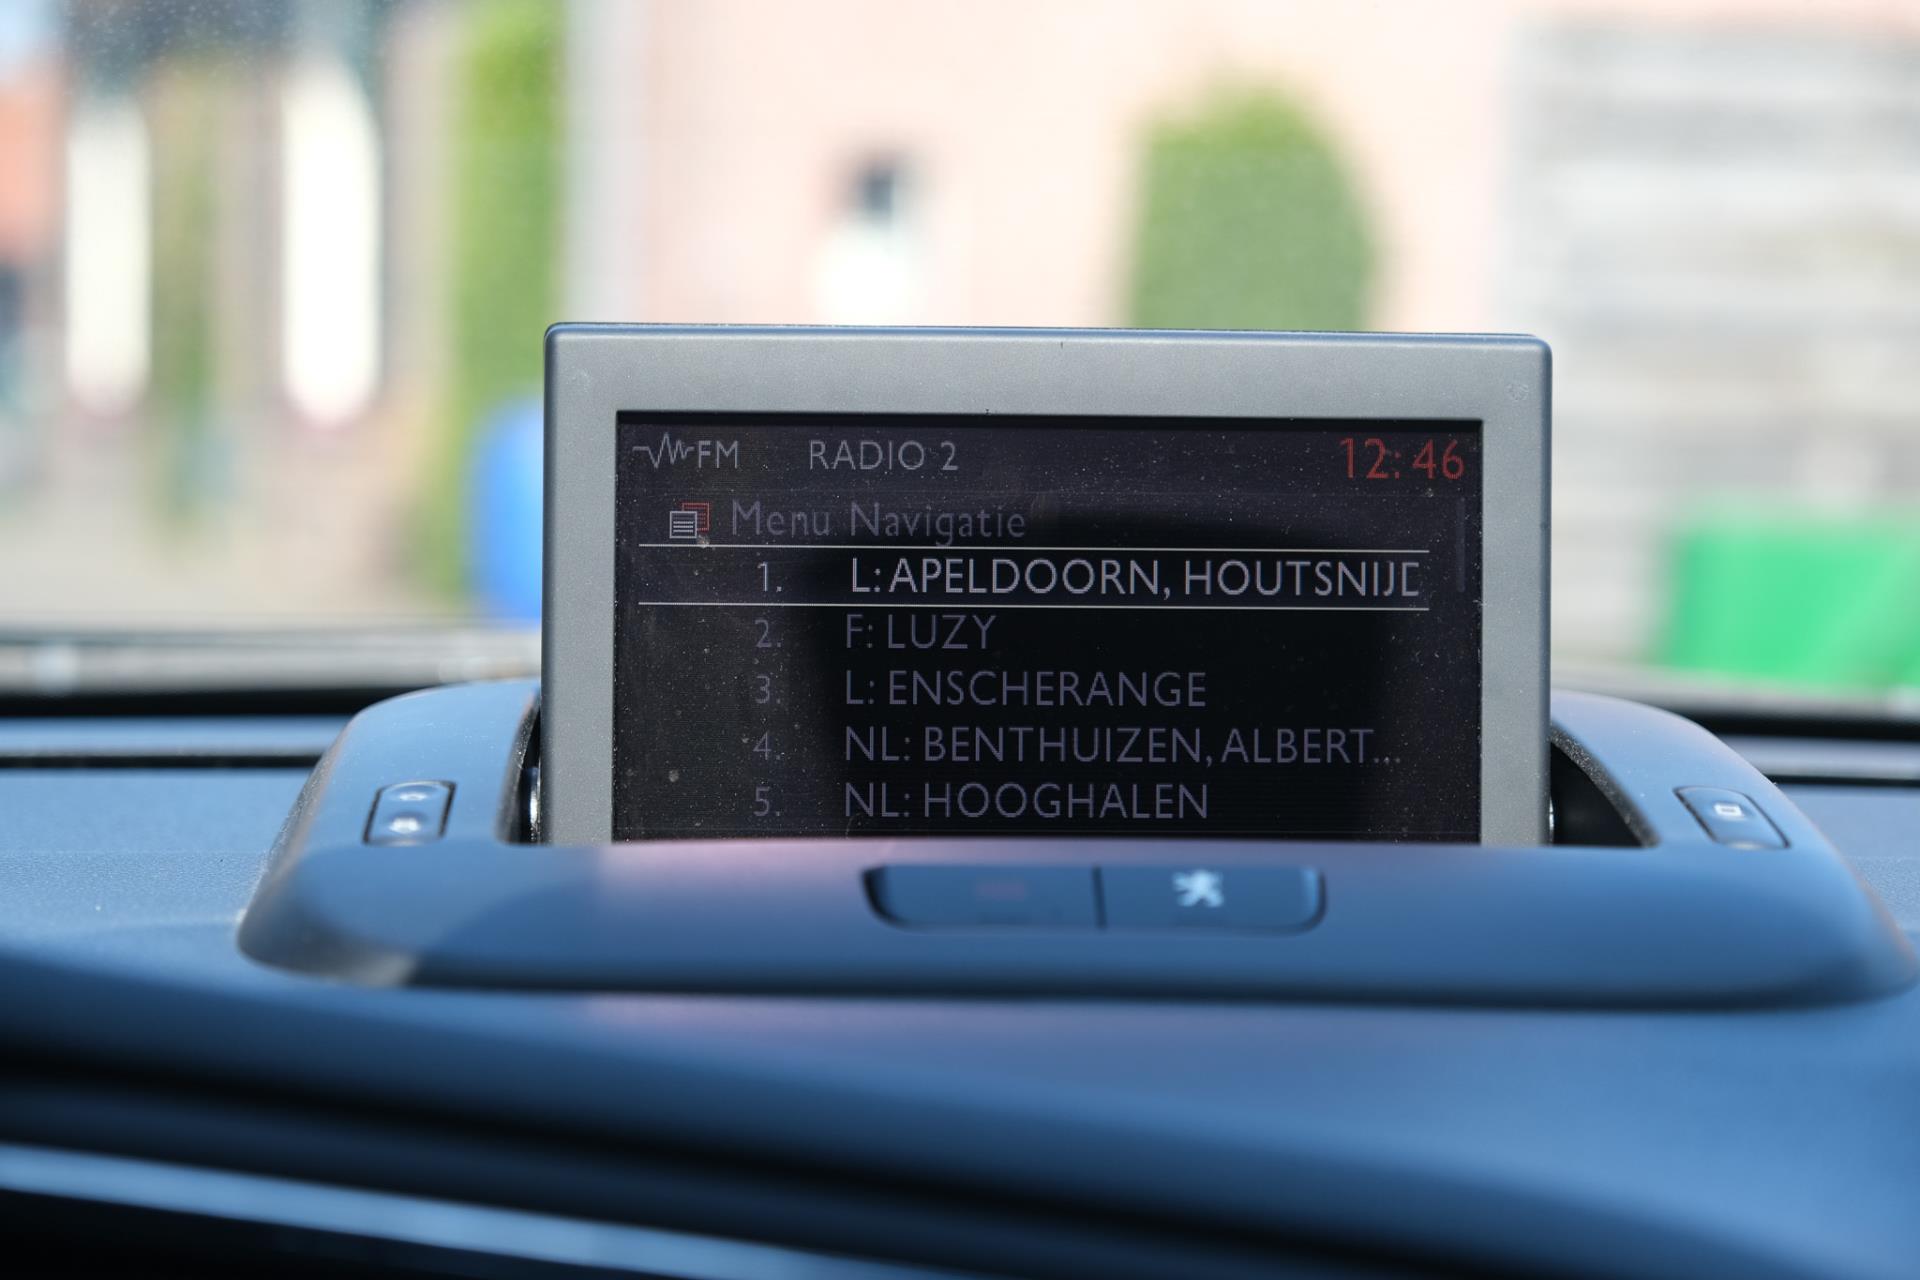 FM RADIO 2 12:46
Menu Navigatie
1. L: APELDOORN, HOUTSNIJD
2. F: LUZY
3. L: ENSCHERANGE
4. NL: BENTHUIZEN, ALBERT...
5. NL: HOOGHALEN